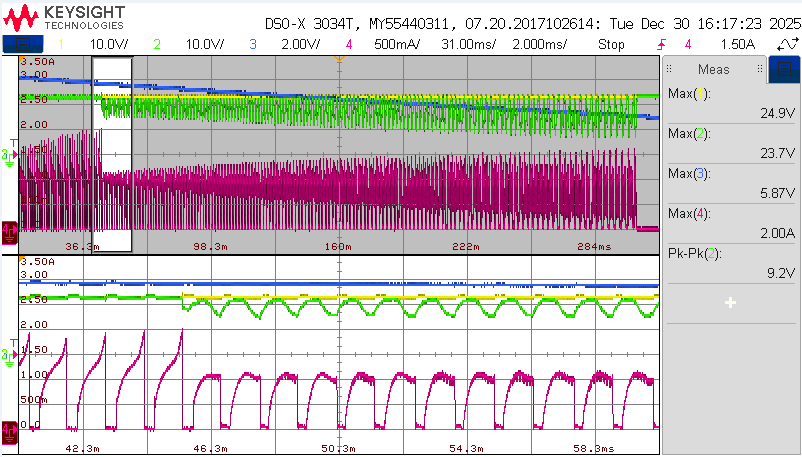 KEYSIGHT
TECHNOLOGIES
DSO-X 3034T, MY55440311, 07.20.2017102614: Tue Dec 30 16:17:23 2025
1 10.0V/ 2 10.0V/ 3 2.00V/ 4 500mA/ 31.00ms/ 2.000ms/ Stop 4 1.50A
3.50A
3.00
2.50
2.00
36.3m 98.3m 160m 222m 284ms
3.50A
3.00
2.50
2.00
1.50
1.00
500m
0.0
42.3m 46.3m 50.3m 54.3m 58.3m
Meas
Max(1):
24.9V
Max(2):
23.7V
Max(3):
5.87V
Max(4):
2.00A
Pk-Pk(2):
9.2V